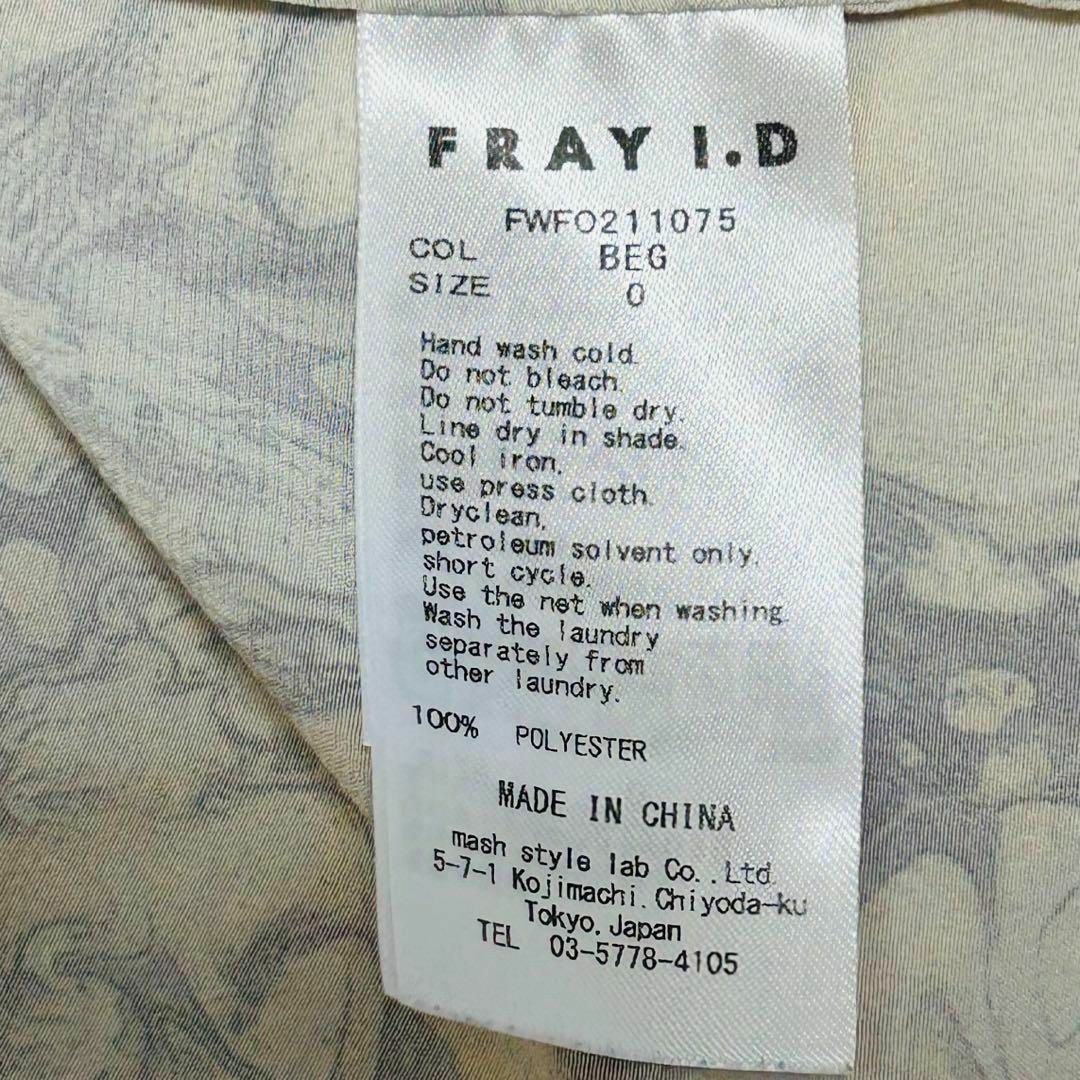 FRAY I.D
FWFO211075
COL BEG
SIZE 0
Hand wash cold.
Do not bleach.
Do not tumble dry.
Line dry in shade.
Cool iron,
use press cloth.
Dryclean,
petroleum solvent only.
short cycle.
Use the net when washing.
Wash the laundry
separately from
other laundry.
100% POLYESTER
MADE IN CHINA
mash style lab Co.,Ltd.
5-7-1 Kojimachi.Chiyoda-ku
Tokyo,Japan
TEL 03-5778-4105